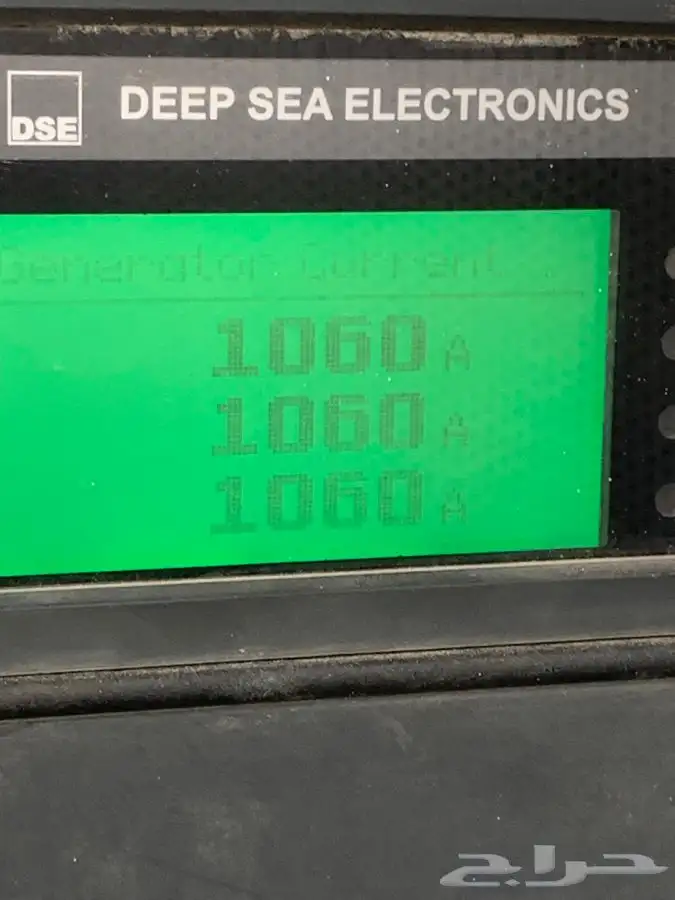 DSE
DEEP SEA ELECTRONICS
Generator Current
1060 A
1060 A
1060 A
حراج